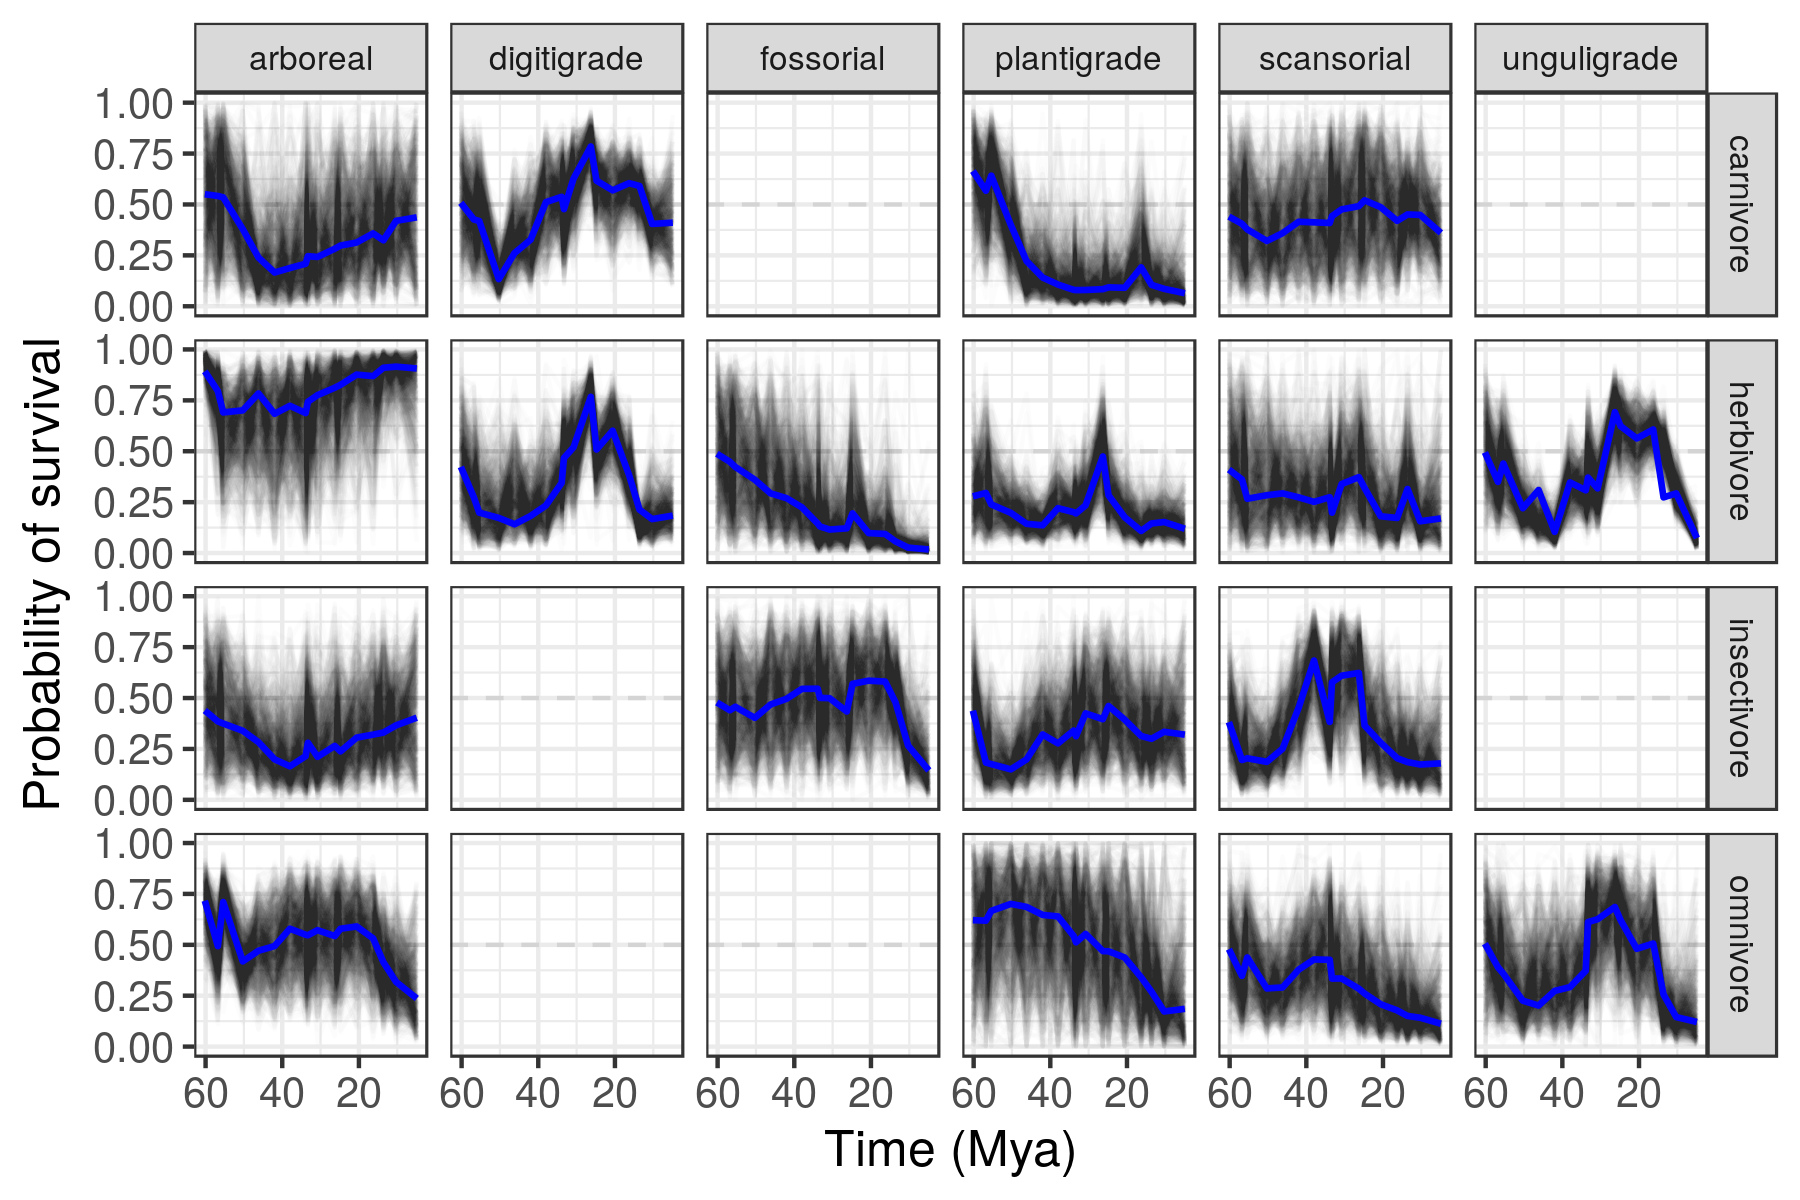 arboreal digitigrade fossorial plantigrade scansorial unguligrade
1.00
0.75
0.50
0.25
0.00
carnivore
1.00
0.75
0.50
0.25
0.00
herbivore
1.00
0.75
0.50
0.25
0.00
insectivore
1.00
0.75
0.50
0.25
0.00
omnivore
Probability of survival
60 40 20 60 40 20 60 40 20 60 40 20 60 40 20 60 40 20
Time (Mya)